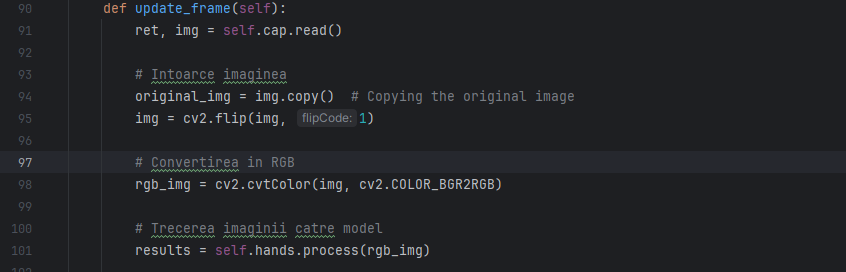 90 def update_frame(self):
91 ret, img = self.cap.read()
92
93 # Intoarce imaginea
94 original_img = img.copy()  # Copying the original image
95 img = cv2.flip(img, flipCode: 1)
96
97 # Convertirea in RGB
98 rgb_img = cv2.cvtColor(img, cv2.COLOR_BGR2RGB)
99
100 # Trecerea imaginii catre model
101 results = self.hands.process(rgb_img)
102